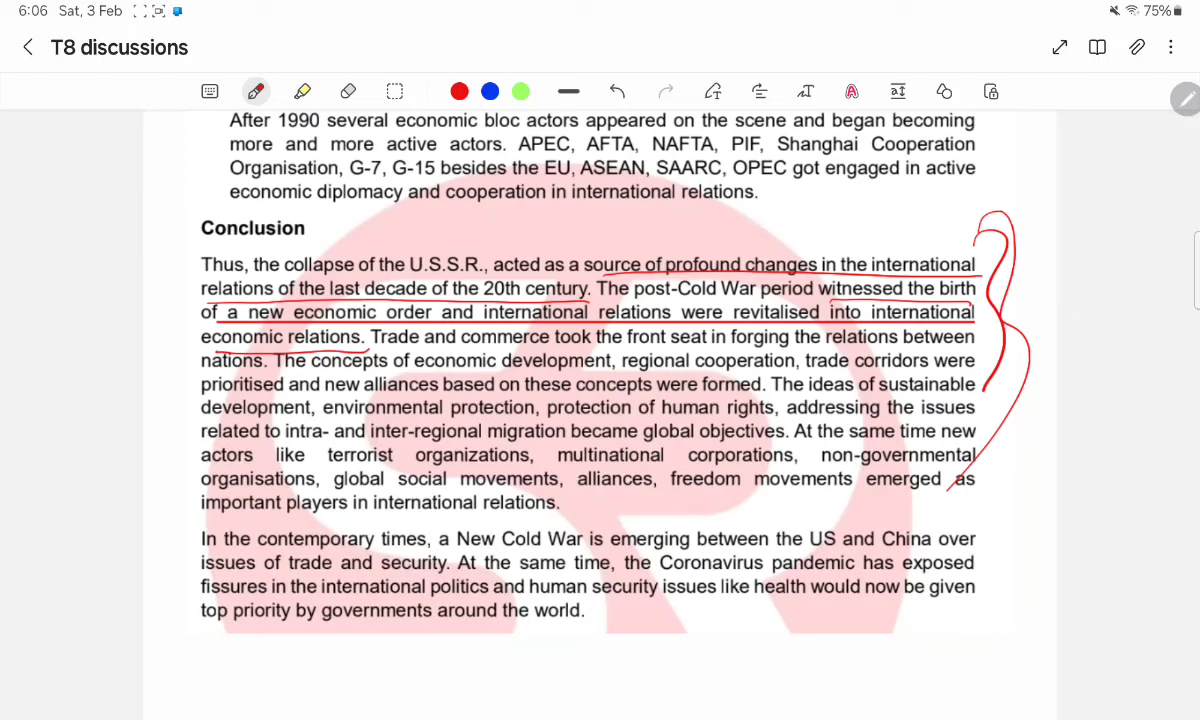 6:06 Sat, 3 Feb
75%
T8 discussions
After 1990 several economic bloc actors appeared on the scene and began becoming
more and more active actors. APEC, AFTA, NAFTA, PIF, Shanghai Cooperation
Organisation, G-7, G-15 besides the EU, ASEAN, SAARC, OPEC got engaged in active
economic diplomacy and cooperation in international relations.
Conclusion
Thus, the collapse of the U.S.S.R., acted as a source of profound changes in the international
relations of the last decade of the 20th century. The post-Cold War period witnessed the birth
of a new economic order and international relations were revitalised into international
economic relations. Trade and commerce took the front seat in forging the relations between
nations. The concepts of economic development, regional cooperation, trade corridors were
prioritised and new alliances based on these concepts were formed. The ideas of sustainable
development, environmental protection, protection of human rights, addressing the issues
related to intra- and inter-regional migration became global objectives. At the same time new
actors like terrorist organizations, multinational corporations, non-governmental
organisations, global social movements, alliances, freedom movements emerged as
important players in international relations.
In the contemporary times, a New Cold War is emerging between the US and China over
issues of trade and security. At the same time, the Coronavirus pandemic has exposed
fissures in the international politics and human security issues like health would now be given
top priority by governments around the world.